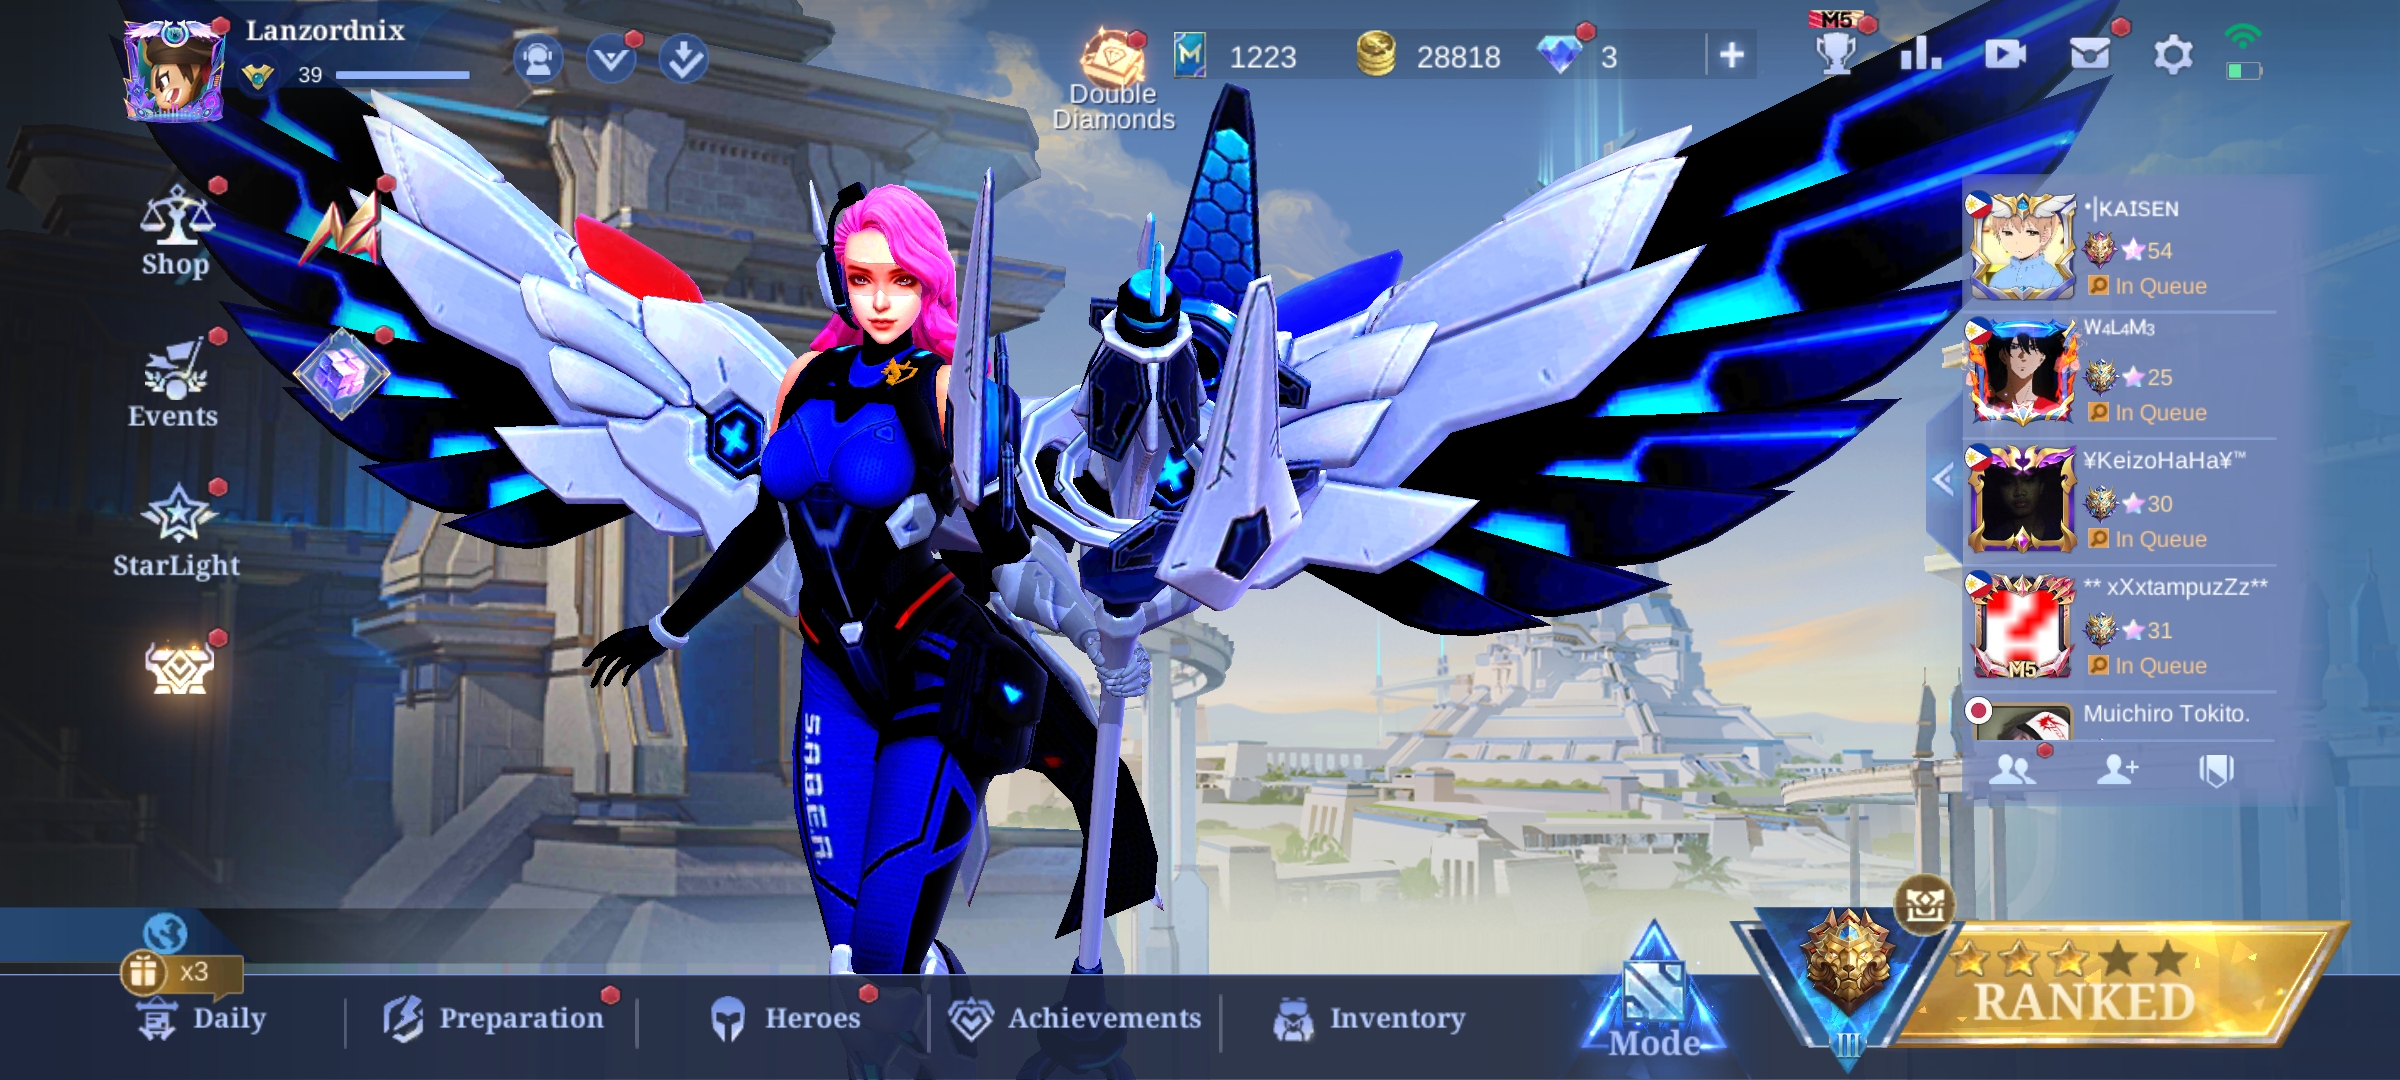 Lanzordnix
39
Double
Diamonds
1223
28818
3
M5
Shop
Events
StarLight
•|KAISEN
54
In Queue
W4L4M3
25
In Queue
¥KeizoHaHa¥™
30
In Queue
** xXxtampuzZz**
31
In Queue
M5
Muichiro Tokito.
S.A.B.E.R
x3
Daily
Preparation
Heroes
Achievements
Inventory
Mode
III
RANKED